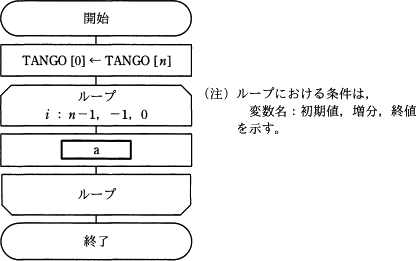 開始
TANGO [0] ← TANGO [n]
ループ
i : n−1, −1, 0
a
ループ
終了
(注) ループにおける条件は,
変数名：初期値, 増分, 終値
を示す。